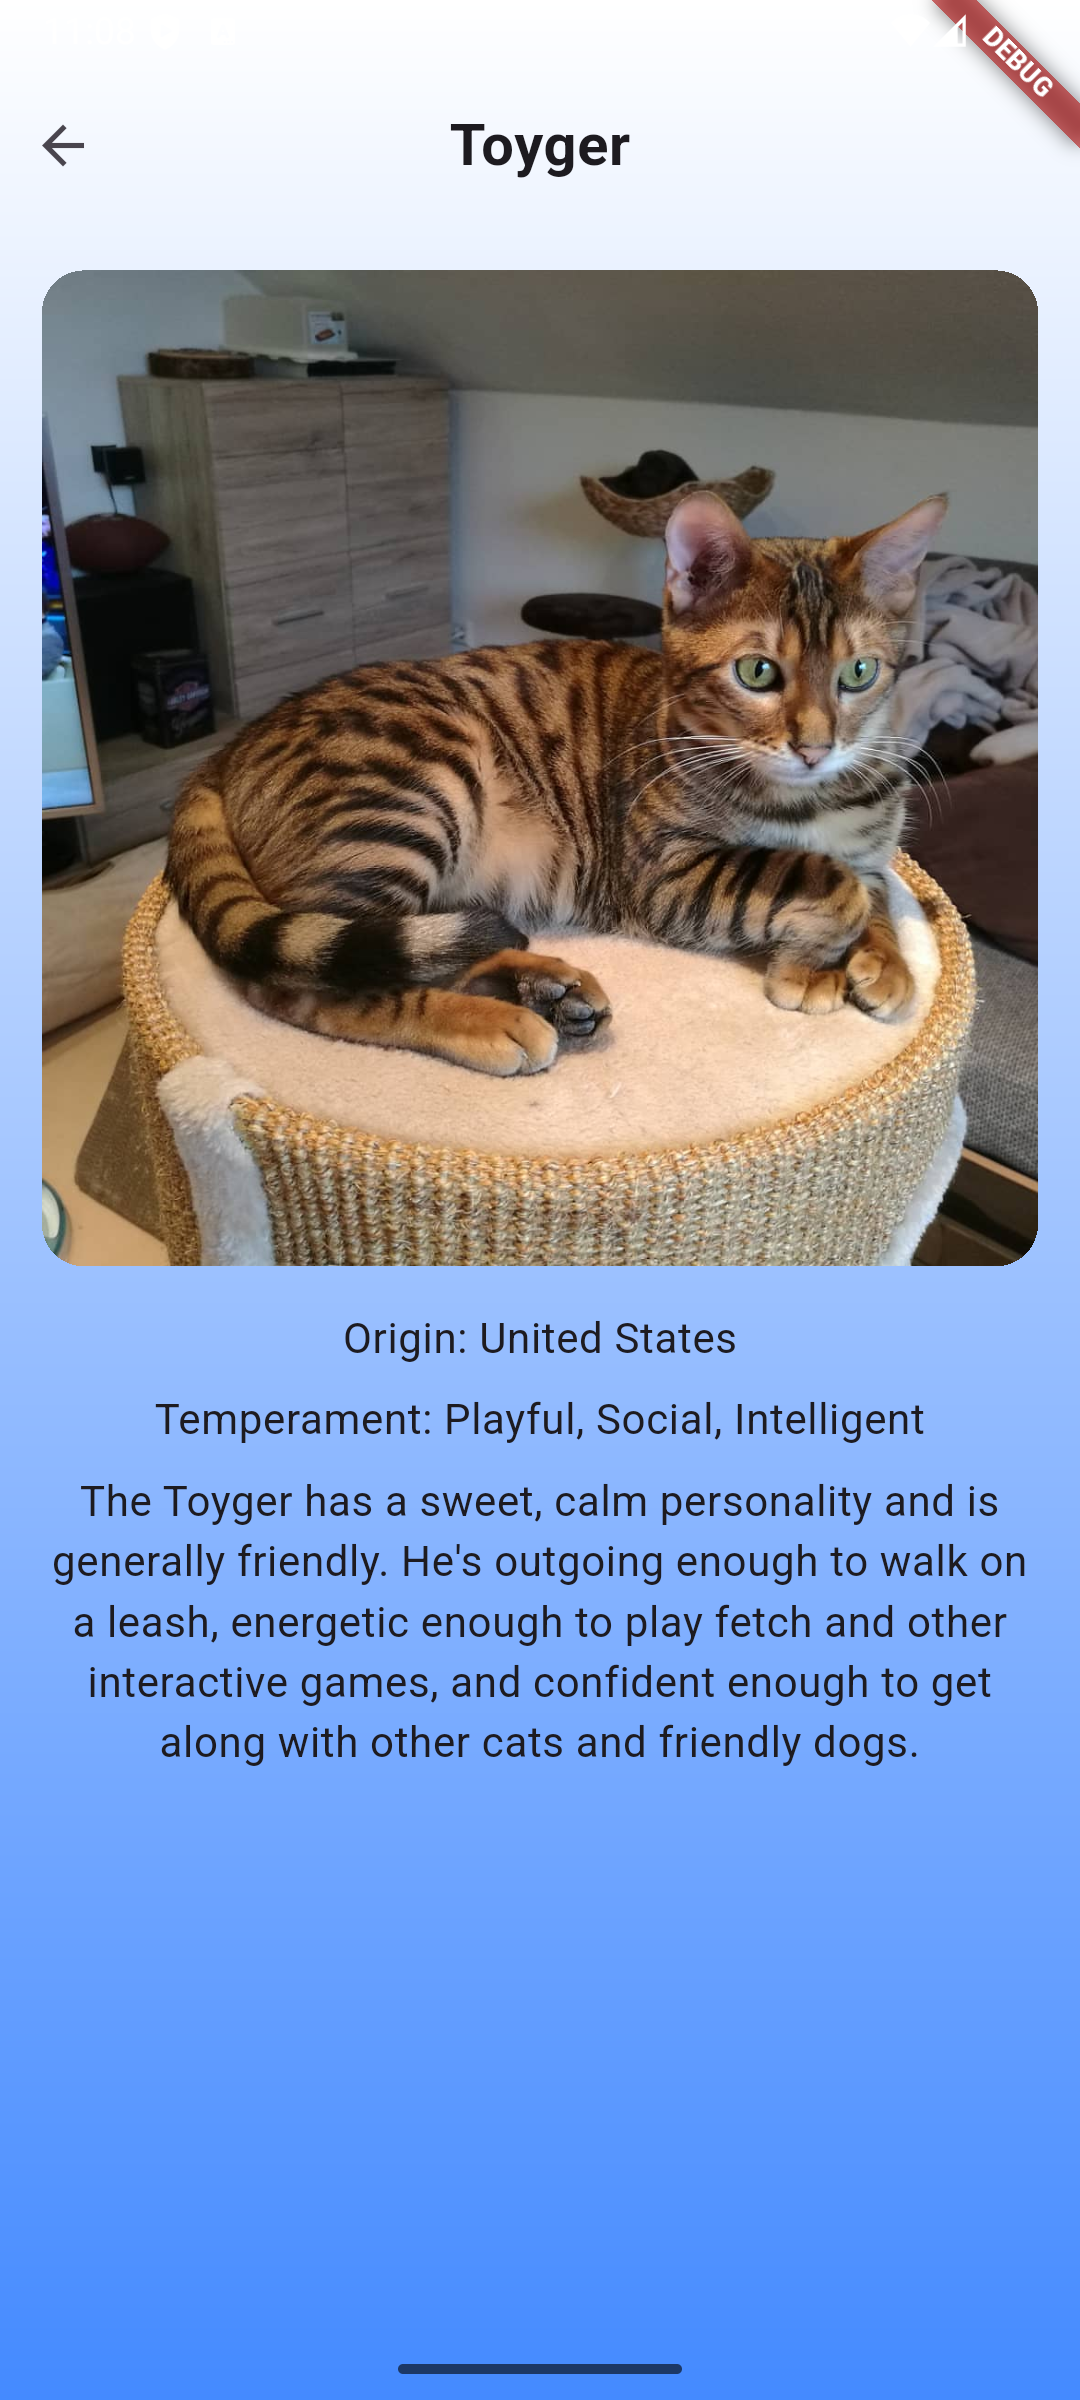 DEBUG
Toyger
Origin: United States
Temperament: Playful, Social, Intelligent
The Toyger has a sweet, calm personality and is
generally friendly. He's outgoing enough to walk on
a leash, energetic enough to play fetch and other
interactive games, and confident enough to get
along with other cats and friendly dogs.